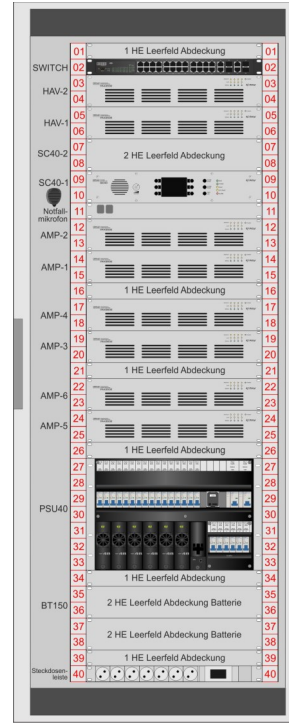 01 1 HE Leerfeld Abdeckung 01
SWITCH 02 02
03 03
HAV-2
04 04
05 05
HAV-1
06 06
07 07
SC40-2 2 HE Leerfeld Abdeckung
08 08
09 09
SC40-1
10 10
Notfall-
mikrofon 11 11
12 12
AMP-2
13 13
14 14
AMP-1
15 15
16 1 HE Leerfeld Abdeckung 16
17 17
AMP-4
18 18
19 19
AMP-3
20 20
21 1 HE Leerfeld Abdeckung 21
22 22
AMP-6
23 23
24 24
AMP-5
25 25
26 1 HE Leerfeld Abdeckung 26
27 27
28 28
29 29
PSU40
30 30
31 31
32 32
33 33
34 1 HE Leerfeld Abdeckung 34
35 35
BT150 2 HE Leerfeld Abdeckung Batterie
36 36
37 37
2 HE Leerfeld Abdeckung Batterie
38 38
39 1 HE Leerfeld Abdeckung 39
Steckdosen-
leiste 40 40